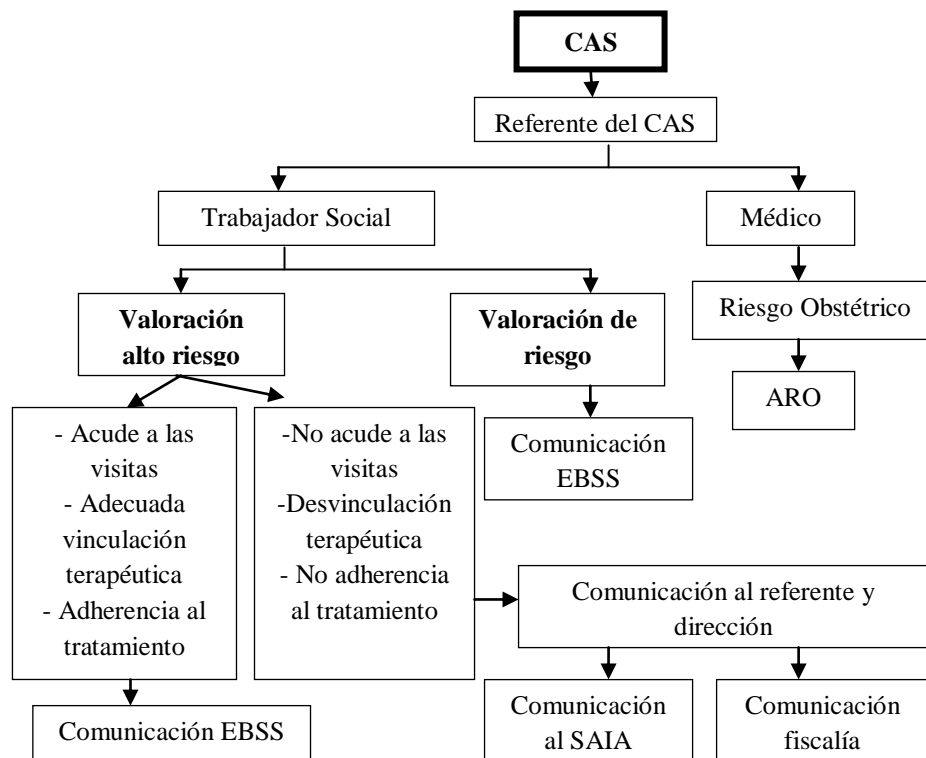 CAS
Referente del CAS
Trabajador Social
Médico
Valoración
alto riesgo
Valoración de
riesgo
Riesgo Obstétrico
ARO
- Acude a las
visitas
- Adecuada
vinculación
terapéutica
- Adherencia al
tratamiento
-No acude a las
visitas
-Desvinculación
terapéutica
- No adherencia
al tratamiento
Comunicación
EBSS
Comunicación al referente y
dirección
Comunicación EBSS
Comunicación
al SAIA
Comunicación
fiscalía